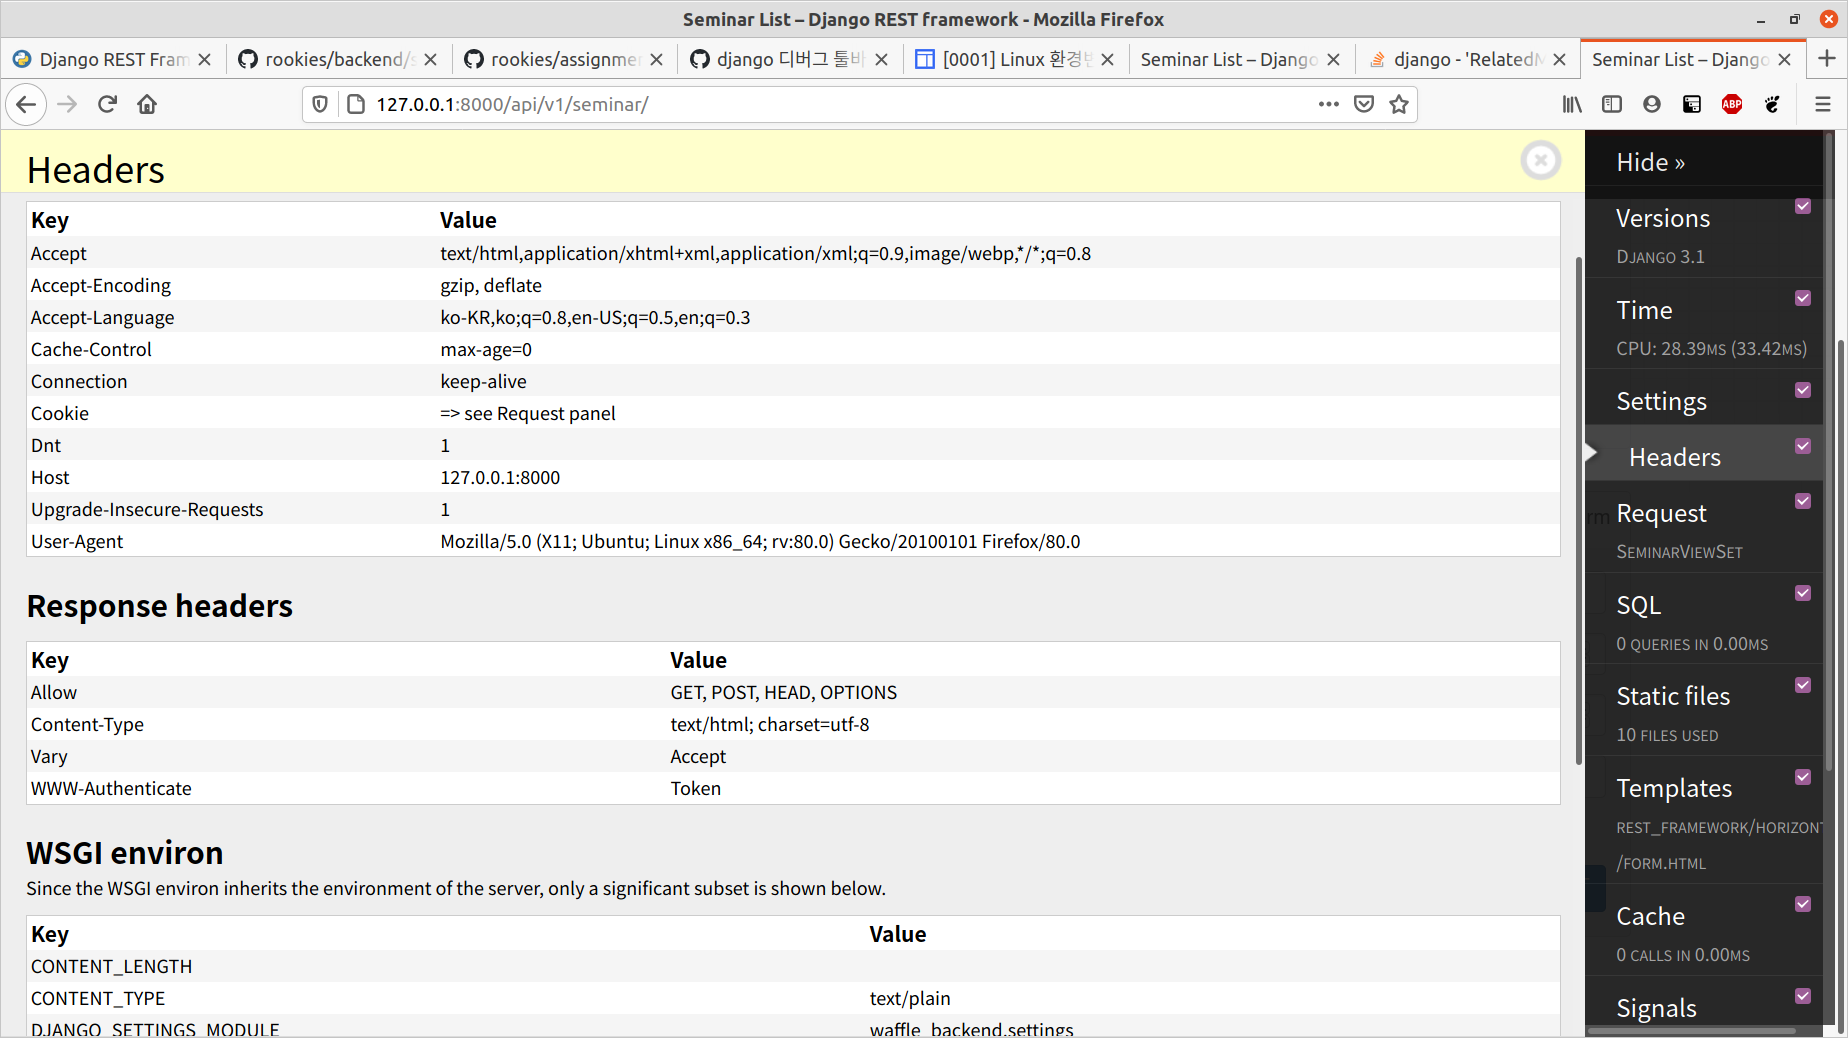 Seminar List – Django REST framework - Mozilla Firefox
Django REST Fram
rookies/backend/s
rookies/assignmen
django 디버그 툴바
[0001] Linux 환경변
Seminar List – Django
django - 'RelatedM
Seminar List – Django
127.0.0.1:8000/api/v1/seminar/
ABP
Headers
Key Value
Accept text/html,application/xhtml+xml,application/xml;q=0.9,image/webp,*/*;q=0.8
Accept-Encoding gzip, deflate
Accept-Language ko-KR,ko;q=0.8,en-US;q=0.5,en;q=0.3
Cache-Control max-age=0
Connection keep-alive
Cookie => see Request panel
Dnt 1
Host 127.0.0.1:8000
Upgrade-Insecure-Requests 1
User-Agent Mozilla/5.0 (X11; Ubuntu; Linux x86_64; rv:80.0) Gecko/20100101 Firefox/80.0
Response headers
Key Value
Allow GET, POST, HEAD, OPTIONS
Content-Type text/html; charset=utf-8
Vary Accept
WWW-Authenticate Token
WSGI environ
Since the WSGI environ inherits the environment of the server, only a significant subset is shown below.
Key Value
CONTENT_LENGTH
CONTENT_TYPE text/plain
DJANGO_SETTINGS_MODULE waffle_backend.settings
Hide »
Versions
Django 3.1
Time
CPU: 28.39ms (33.42ms)
Settings
Headers
rm
Request
SeminarViewSet
SQL
0 queries in 0.00ms
Static files
10 files used
Templates
rest_framework/horizont
/form.html
Cache
0 calls in 0.00ms
Signals